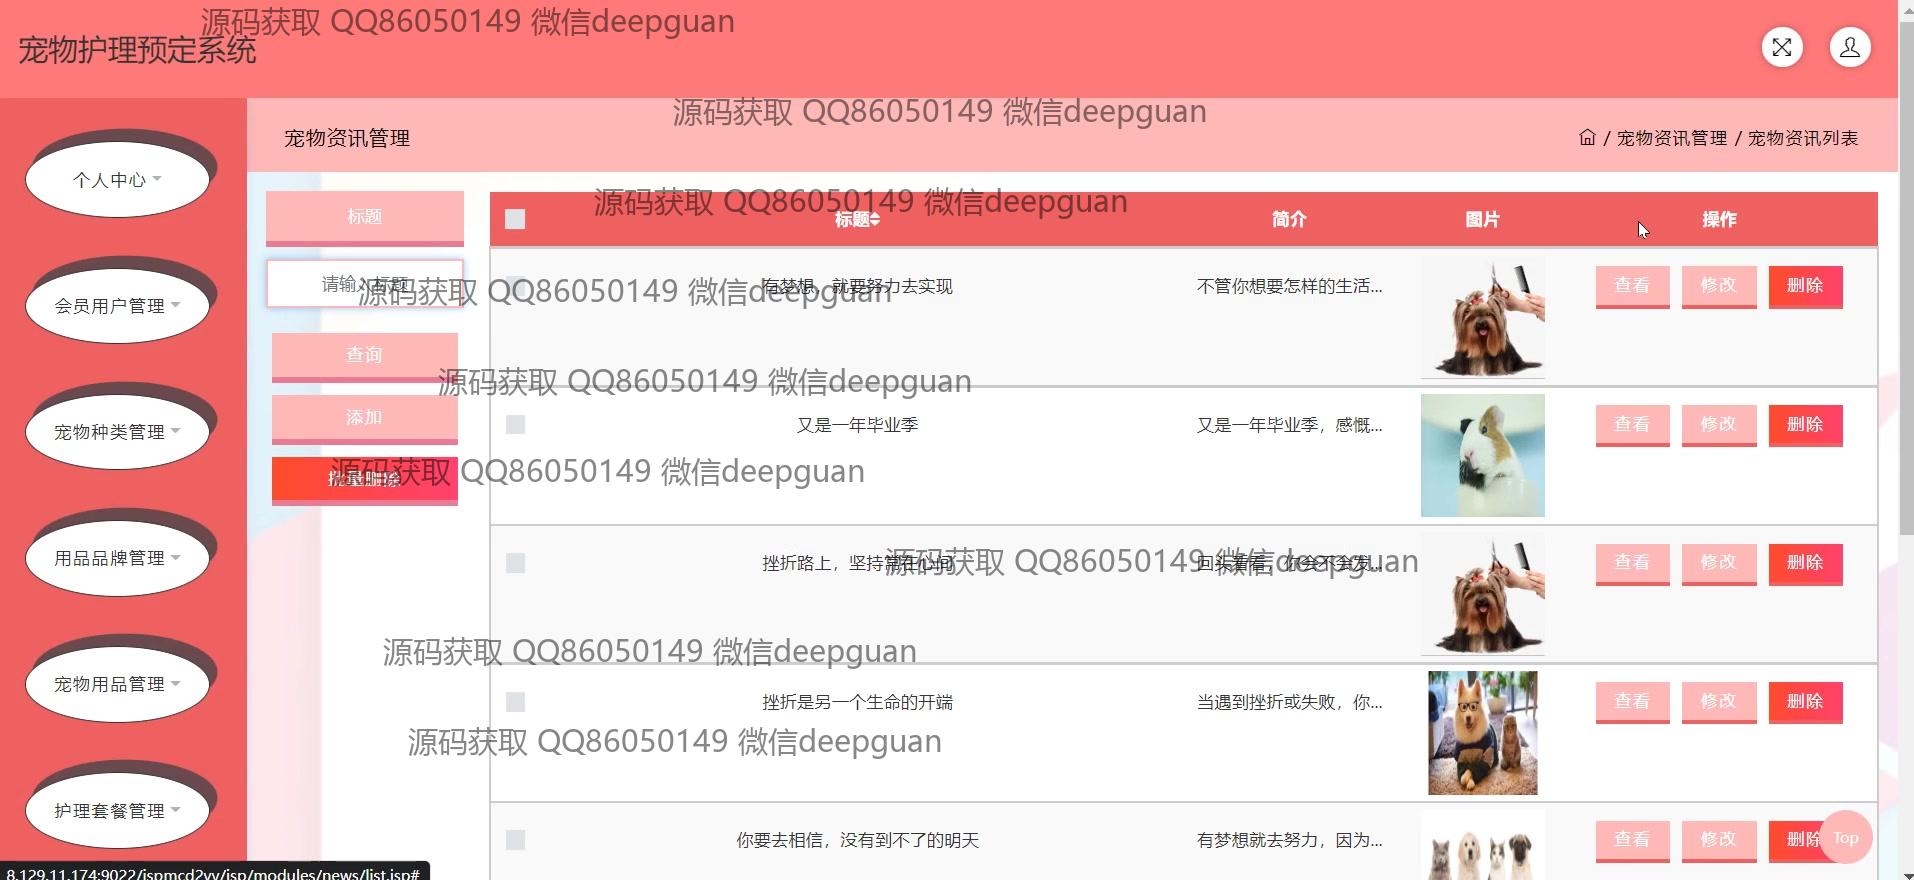 源码获取 QQ86050149 微信deepguan
宠物护理预定系统
源码获取 QQ86050149 微信deepguan
宠物资讯管理
/ 宠物资讯管理 / 宠物资讯列表
个人中心
会员用户管理
宠物种类管理
用品品牌管理
宠物用品管理
护理套餐管理
标题
请输入标题
查询
添加
批量删除
源码获取 QQ86050149 微信deepguan
标题 简介 图片 操作
有梦想，就要努力去实现 不管你想要怎样的生活... 查看 修改 删除
源码获取 QQ86050149 微信deepguan
源码获取 QQ86050149 微信deepguan
又是一年毕业季 又是一年毕业季，感慨... 查看 修改 删除
源码获取 QQ86050149 微信deepguan
挫折路上，坚持常在心间 回头看看，你会不会发... 查看 修改 删除
源码获取 QQ86050149 微信deepguan
源码获取 QQ86050149 微信deepguan
挫折是另一个生命的开端 当遇到挫折或失败，你... 查看 修改 删除
源码获取 QQ86050149 微信deepguan
你要去相信，没有到不了的明天 有梦想就去努力，因为... 查看 修改 删除
Top
8.129.11.174:9022/jspmcd2vv/jsp/modules/news/list.jsp#